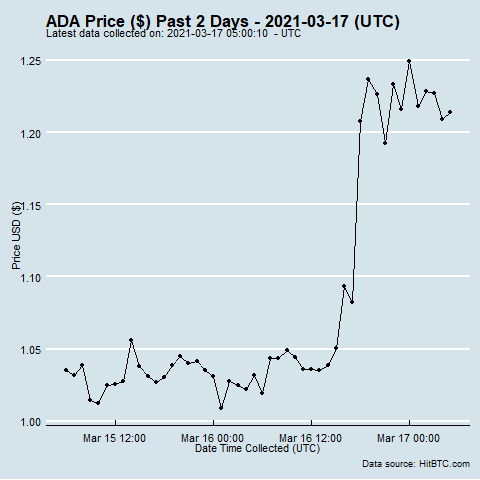 ADA Price ($) Past 2 Days - 2021-03-17 (UTC)
Latest data collected on: 2021-03-17 05:00:10 - UTC
1.25
1.20
1.15
1.10
1.05
1.00
Price USD ($)
Mar 15 12:00
Mar 16 00:00
Mar 16 12:00
Mar 17 00:00
Date Time Collected (UTC)
Data source: HitBTC.com